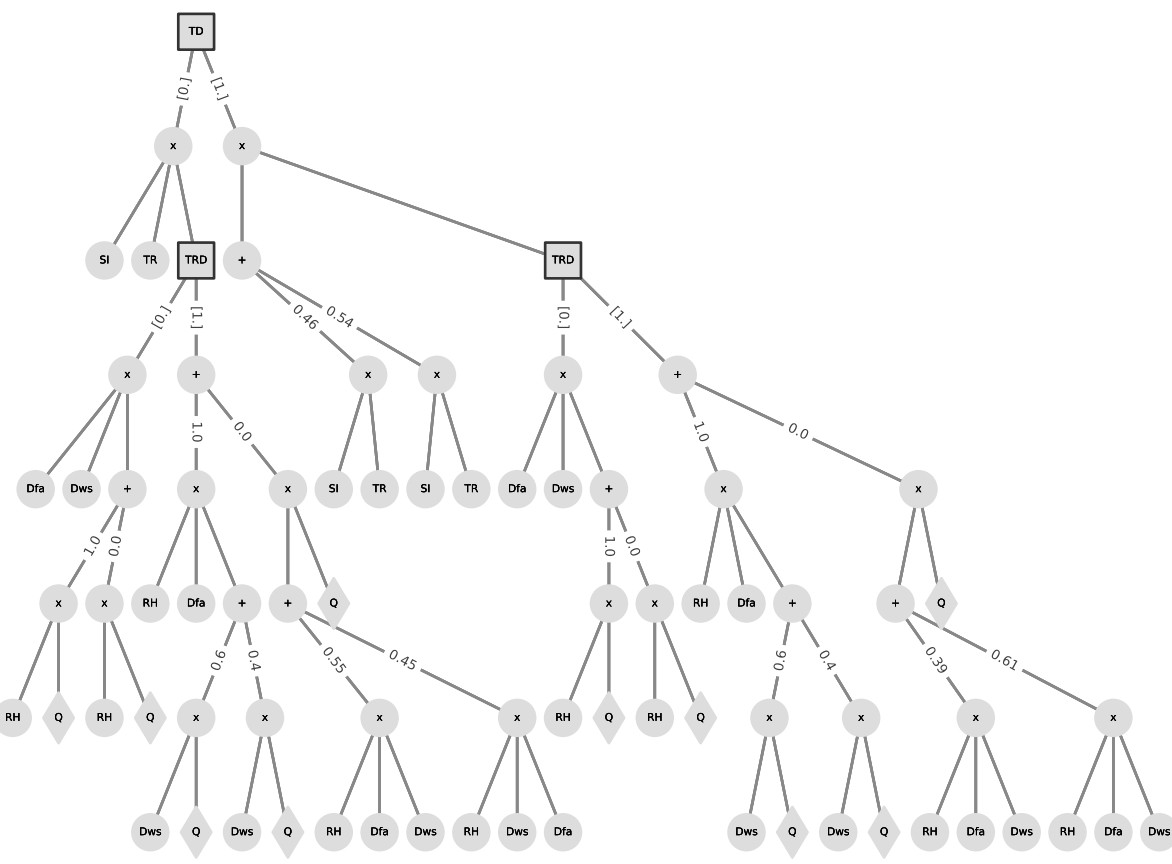 TD
[0.] [1.]
x x
SI TR TRD + TRD
[0.] [1.] 0.46 0.54 [0.] [1.]
x + x x x +
1.0 0.0 1.0 0.0
Dfa Dws + x x SI TR SI TR Dfa Dws + x x
1.0 0.0 1.0 0.0
x x RH Dfa + + Q x x RH Dfa + + Q
0.6 0.4 0.55 0.45 0.6 0.4 0.39 0.61
RH Q RH Q x x x x RH Q RH Q x x x x
Dws Q Dws Q RH Dfa Dws RH Dws Dfa Dws Q Dws Q RH Dfa Dws RH Dfa Dws